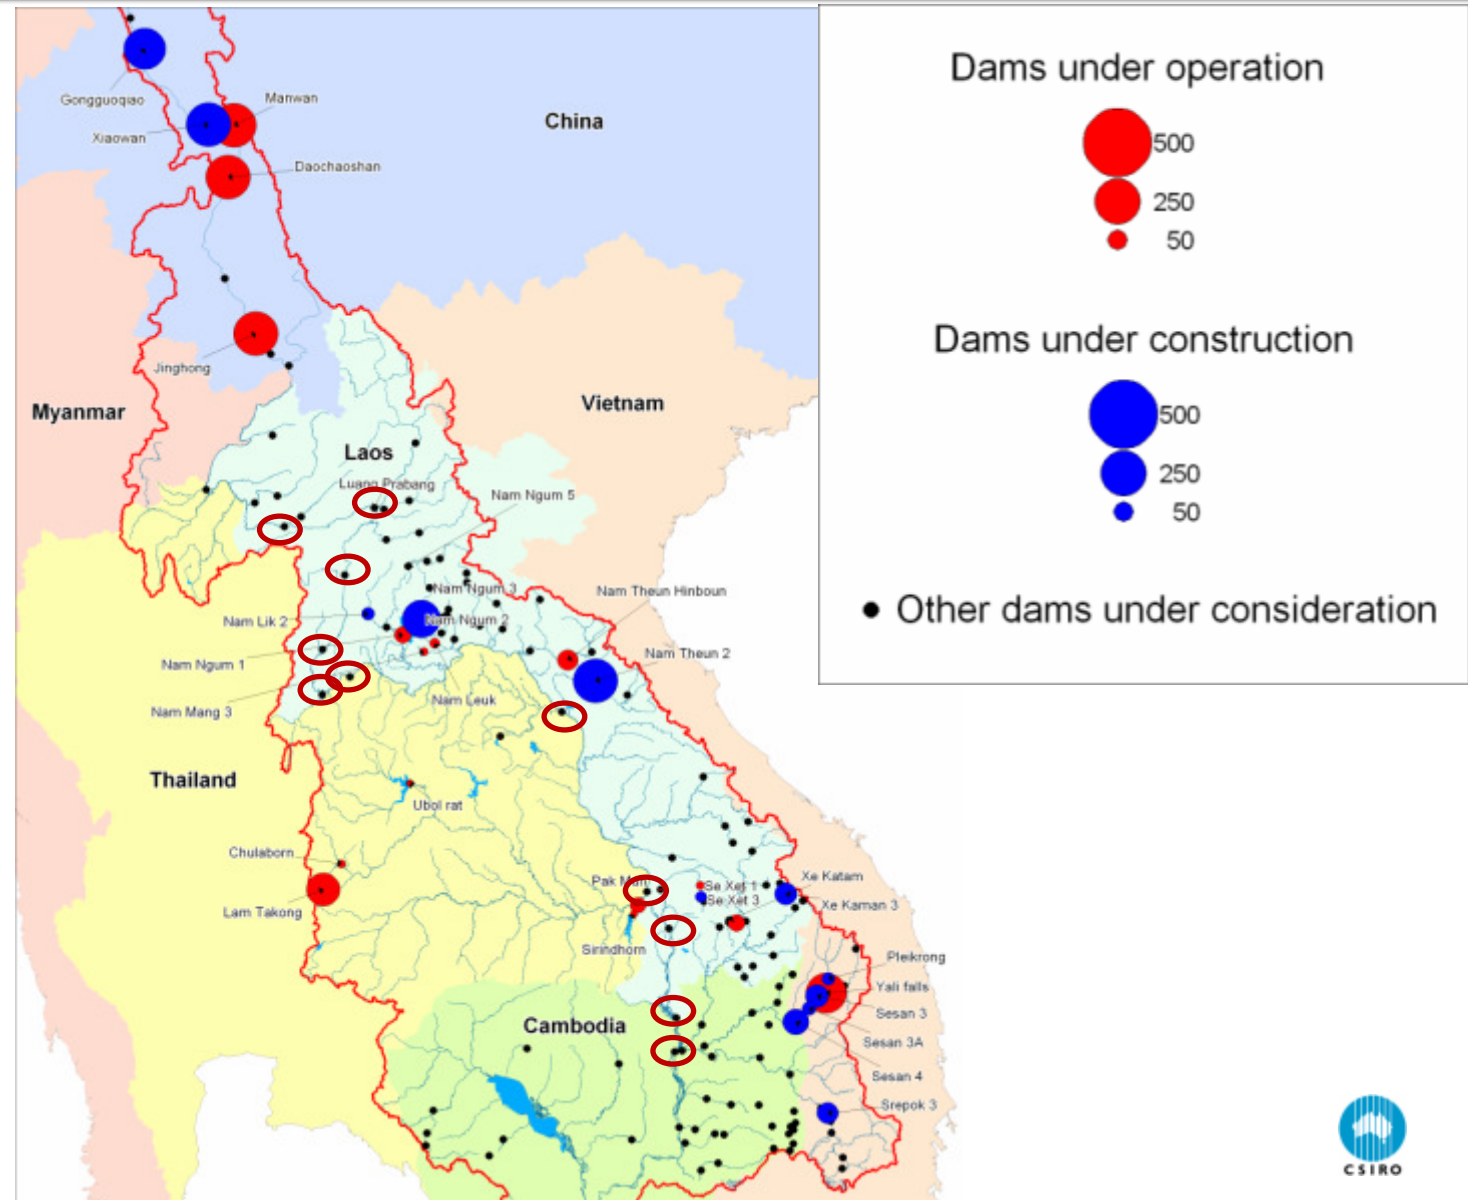 Gongguoqiao
Manwan
Xiaowan
China
Daochaoshan
Jinghong
Myanmar
Vietnam
Laos
Luang Prabang
Nam Ngum 5
Nam Ngum 3
Nam Theun Hinboun
Nam Lik 2
Nam Ngum 2
Nam Ngum 1
Nam Theun 2
Nam Mang 3
Nam Leuk
Thailand
Ubol rat
Chulaborn
Pak Mun
Se Xet 1
Se Xet 3
Xe Katam
Xe Kaman 3
Lam Takong
Sirindhorn
Pleikrong
Yali falls
Cambodia
Sesan 3
Sesan 3A
Sesan 4
Srepok 3
Dams under operation
500
250
50
Dams under construction
500
250
50
Other dams under consideration
CSIRO